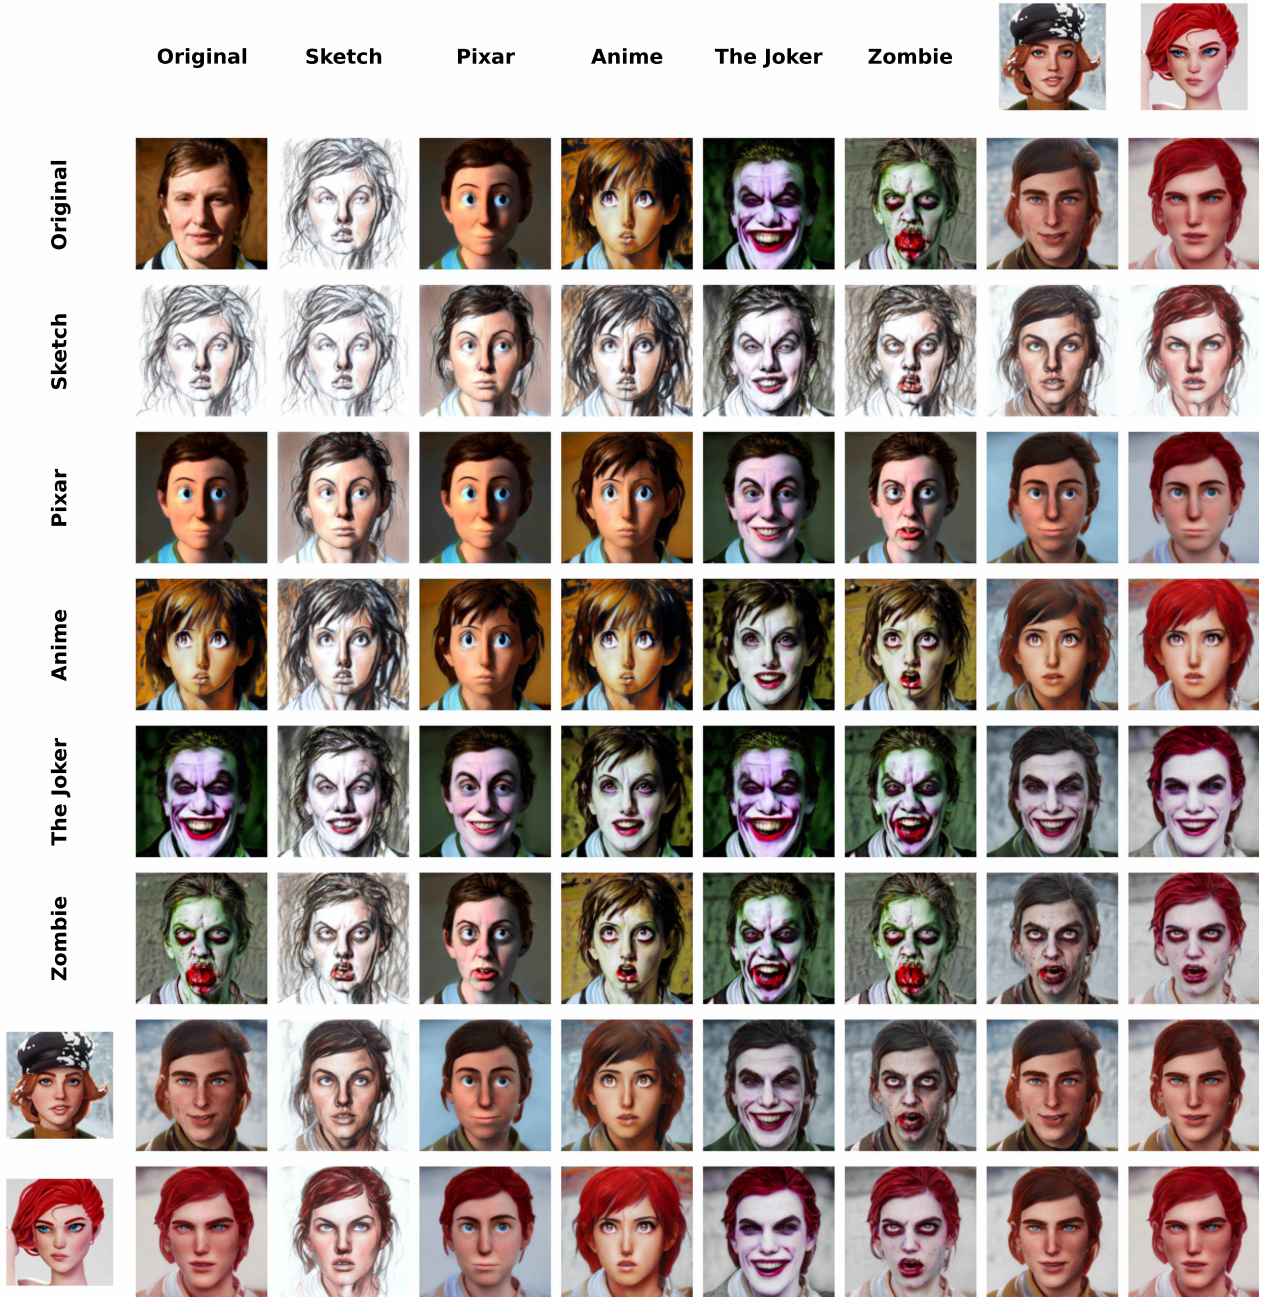 Original Sketch Pixar Anime The Joker Zombie
Original
Sketch
Pixar
Anime
The Joker
Zombie